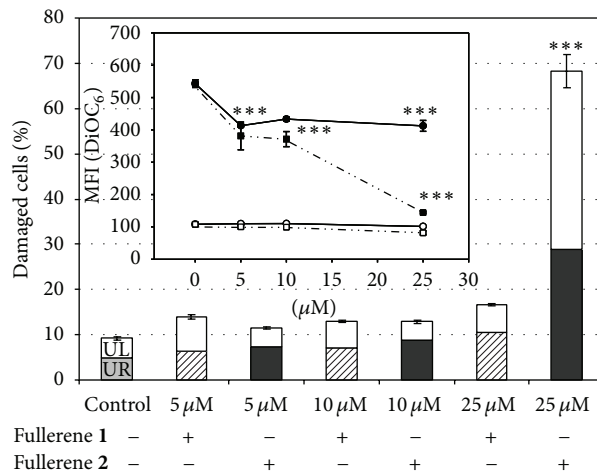 80
70
60
50
40
30
20
10
0
Damaged cells (%)
700
600
500
400
300
200
100
0
MFI (DiOC6)
***
***
***
***
***
0 5 10 15 20 25 30
(μM)
UL
UR
Control 5 μM 5 μM 10 μM 10 μM 25 μM 25 μM
Fullerene 1 − + − + − + −
Fullerene 2 − − + − + − +